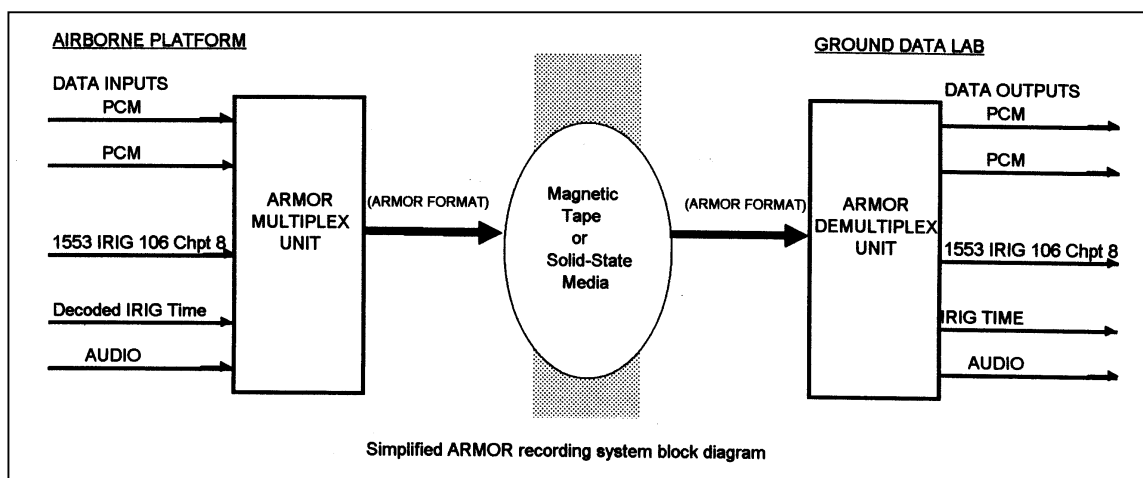 AIRBORNE PLATFORM
DATA INPUTS
PCM
PCM
1553 IRIG 106 Chpt 8
Decoded IRIG Time
AUDIO
ARMOR
MULTIPLEX
UNIT
(ARMOR FORMAT)
Magnetic
Tape
or
Solid-State
Media
(ARMOR FORMAT)
GROUND DATA LAB
ARMOR
DEMULTIPLEX
UNIT
DATA OUTPUTS
PCM
PCM
1553 IRIG 106 Chpt 8
IRIG TIME
AUDIO
Simplified ARMOR recording system block diagram